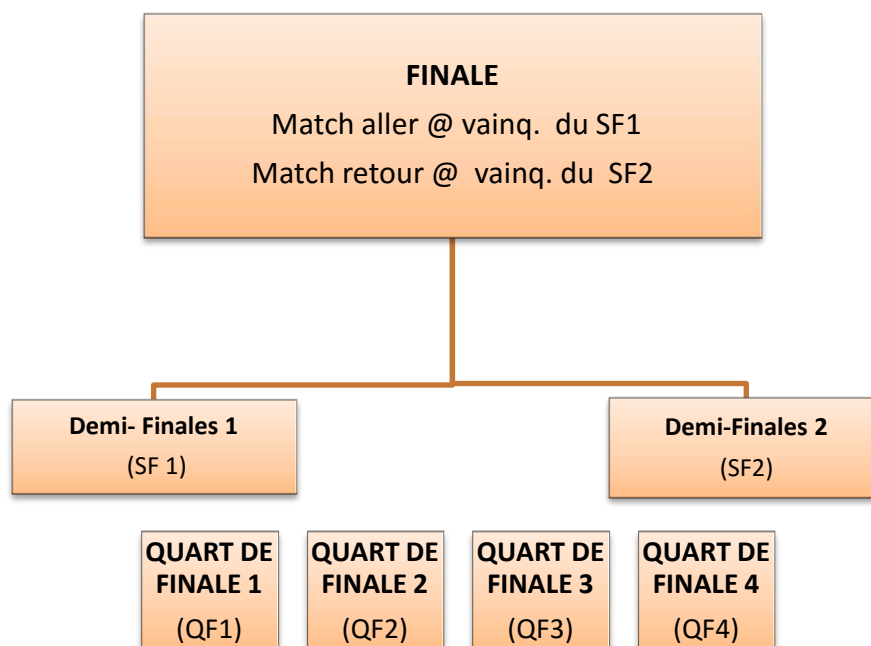 FINALE
Match aller @ vainq. du SF1
Match retour @ vainq. du SF2
Demi- Finales 1
(SF 1)
Demi-Finales 2
(SF2)
QUART DE
FINALE 1
(QF1)
QUART DE
FINALE 2
(QF2)
QUART DE
FINALE 3
(QF3)
QUART DE
FINALE 4
(QF4)